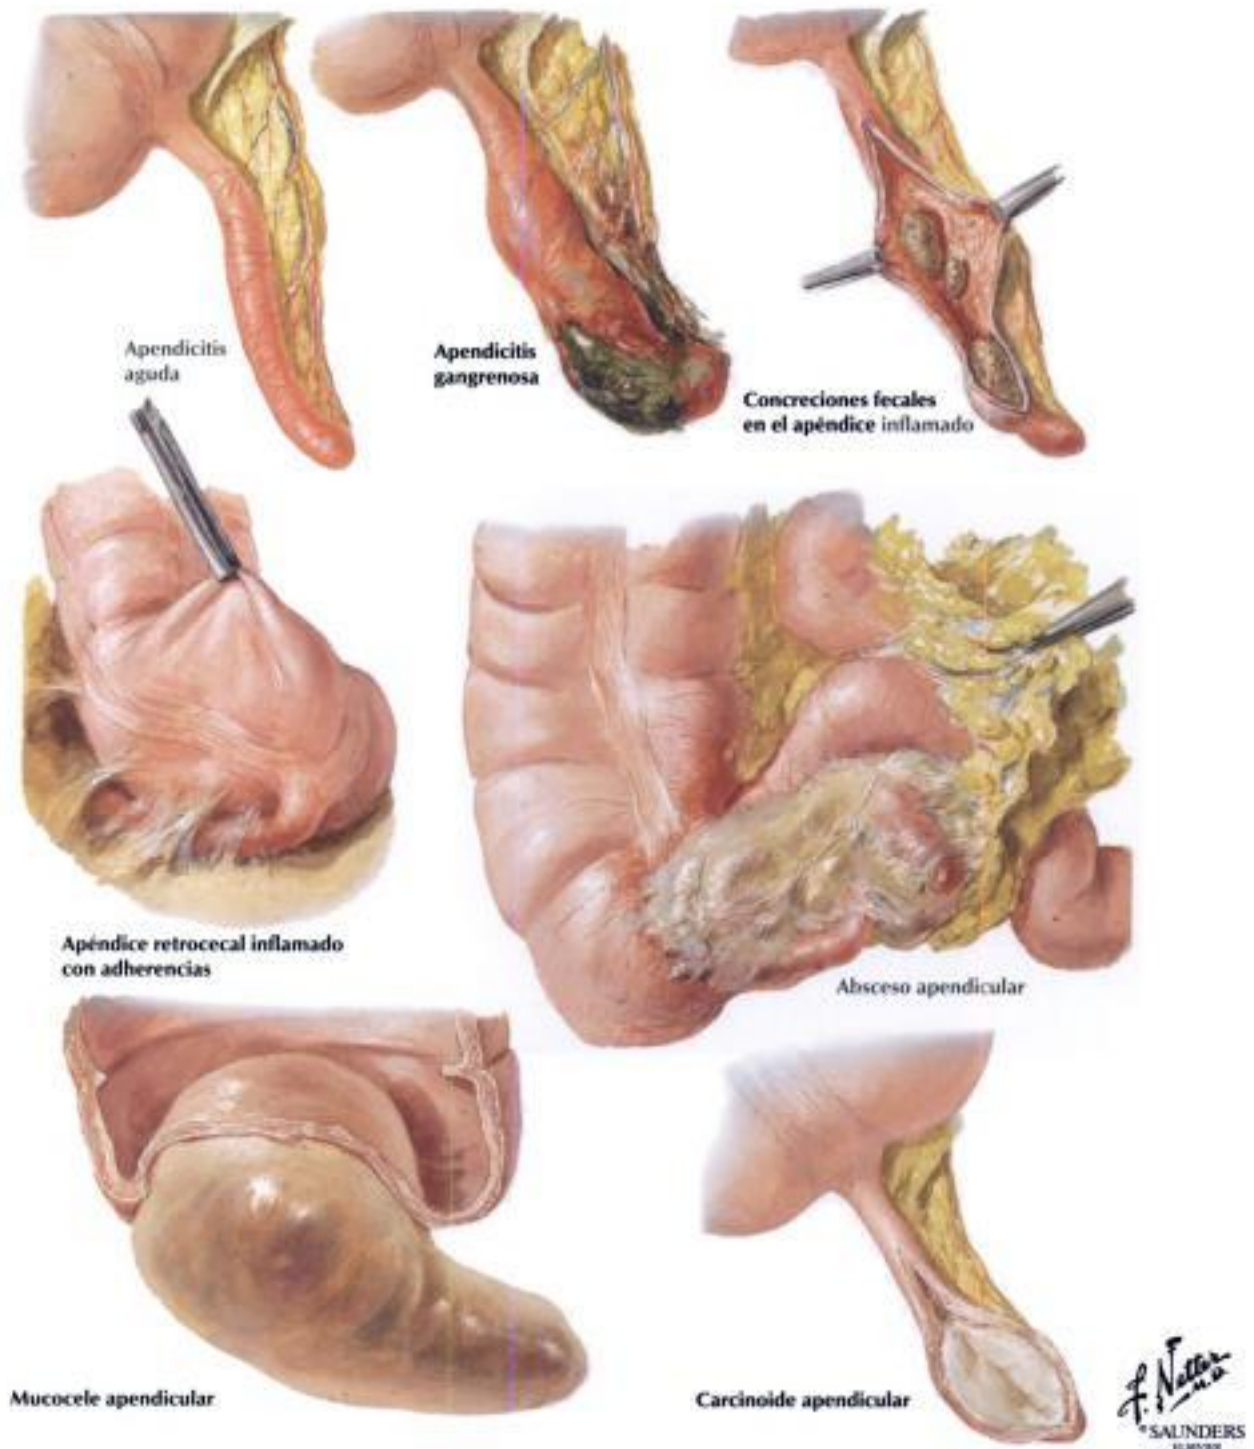 Apendicitis
aguda
Apendicitis
gangrenosa
Concreciones fecales
en el apéndice inflamado
Apéndice retrocecal inflamado
con adherencias
Absceso apendicular
Mucocele apendicular
Carcinoide apendicular
F. Netter
M.D.
SAUNDERS